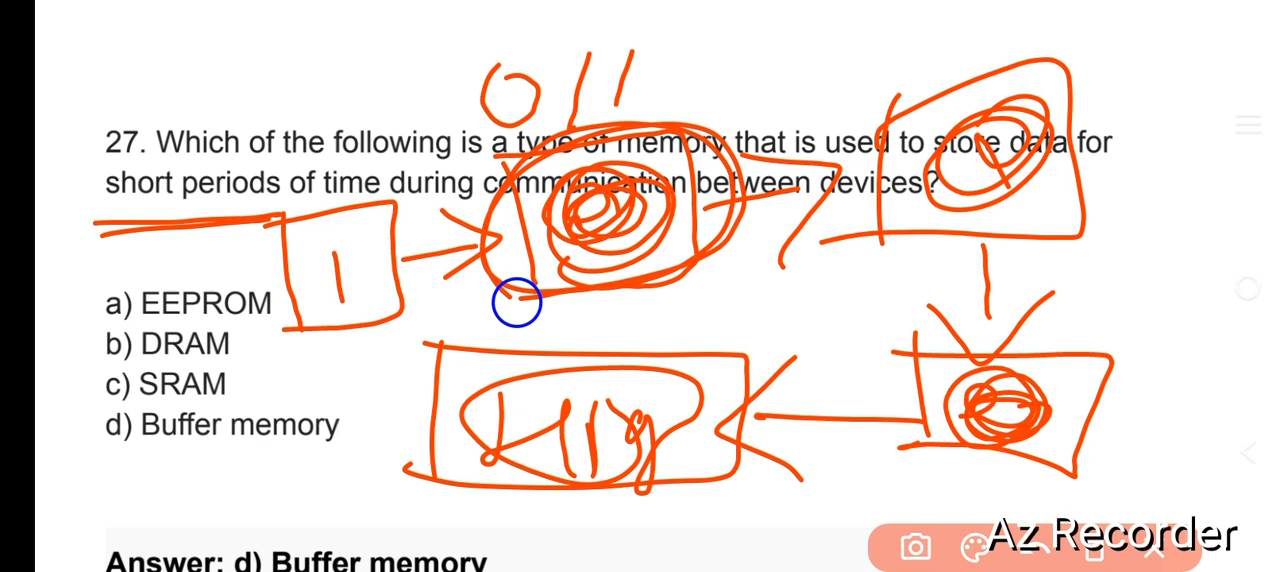 27. Which of the following is a type of memory that is used to store data for
short periods of time during communication between devices?
a) EEPROM
b) DRAM
c) SRAM
d) Buffer memory
Answer: d) Buffer memory
Az Recorder